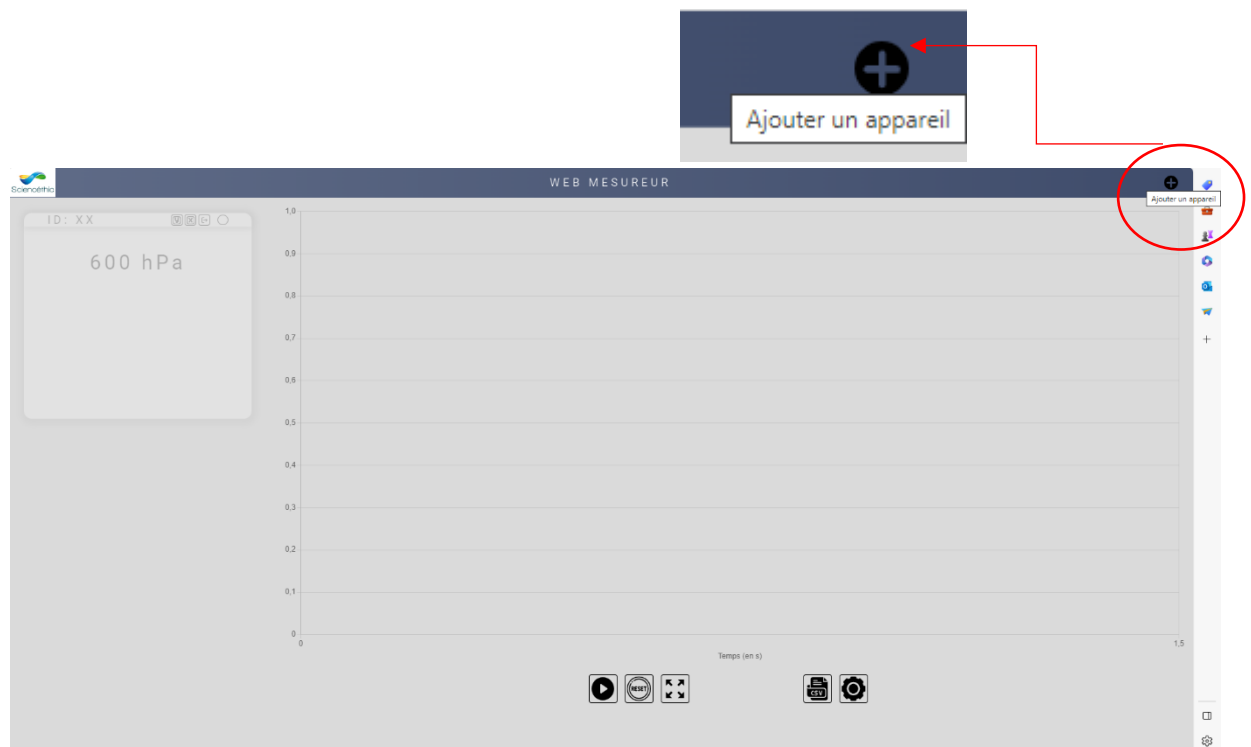 Ajouter un appareil
Sciencéthic
WEB MESUREUR
Ajouter un appareil
ID: XX
600 hPa
1,0
0,9
0,8
0,7
0,6
0,5
0,4
0,3
0,2
0,1
0
0
1,5
Temps (en s)
RESET
CSV